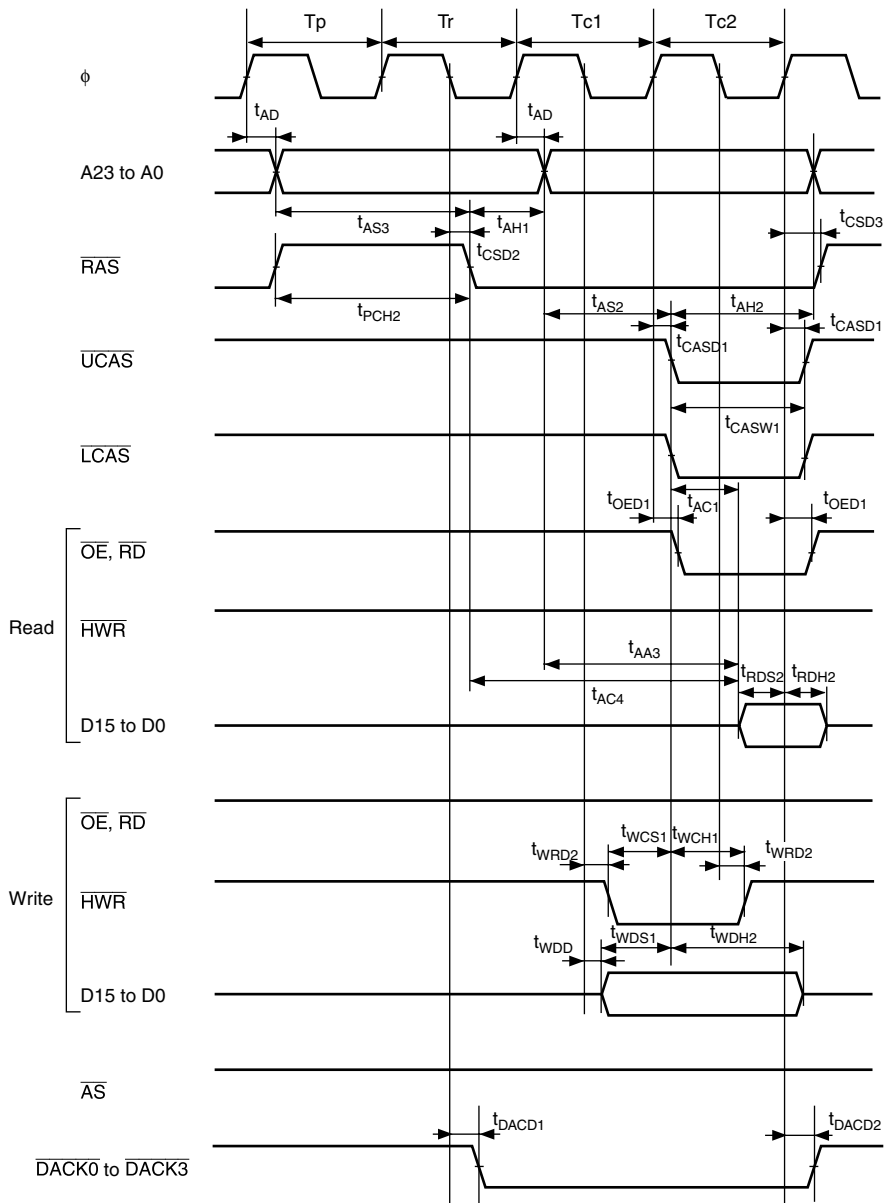 Tp Tr Tc1 Tc2
φ
tAD tAD
A23 to A0
tAS3 tAH1 tCSD3
tCSD2
RAS
tPCH2 tAS2 tAH2
tCASD1 tCASD1
UCAS
tCASW1
LCAS
tOED1 tAC1 tOED1
OE, RD
Read HWR
tAA3
tRDS2 tRDH2
tAC4
D15 to D0
OE, RD
tWCS1 tWCH1
tWRD2 tWRD2
Write HWR
tWDS1 tWDH2
tWDD
D15 to D0
AS
tDACD1 tDACD2
DACK0 to DACK3